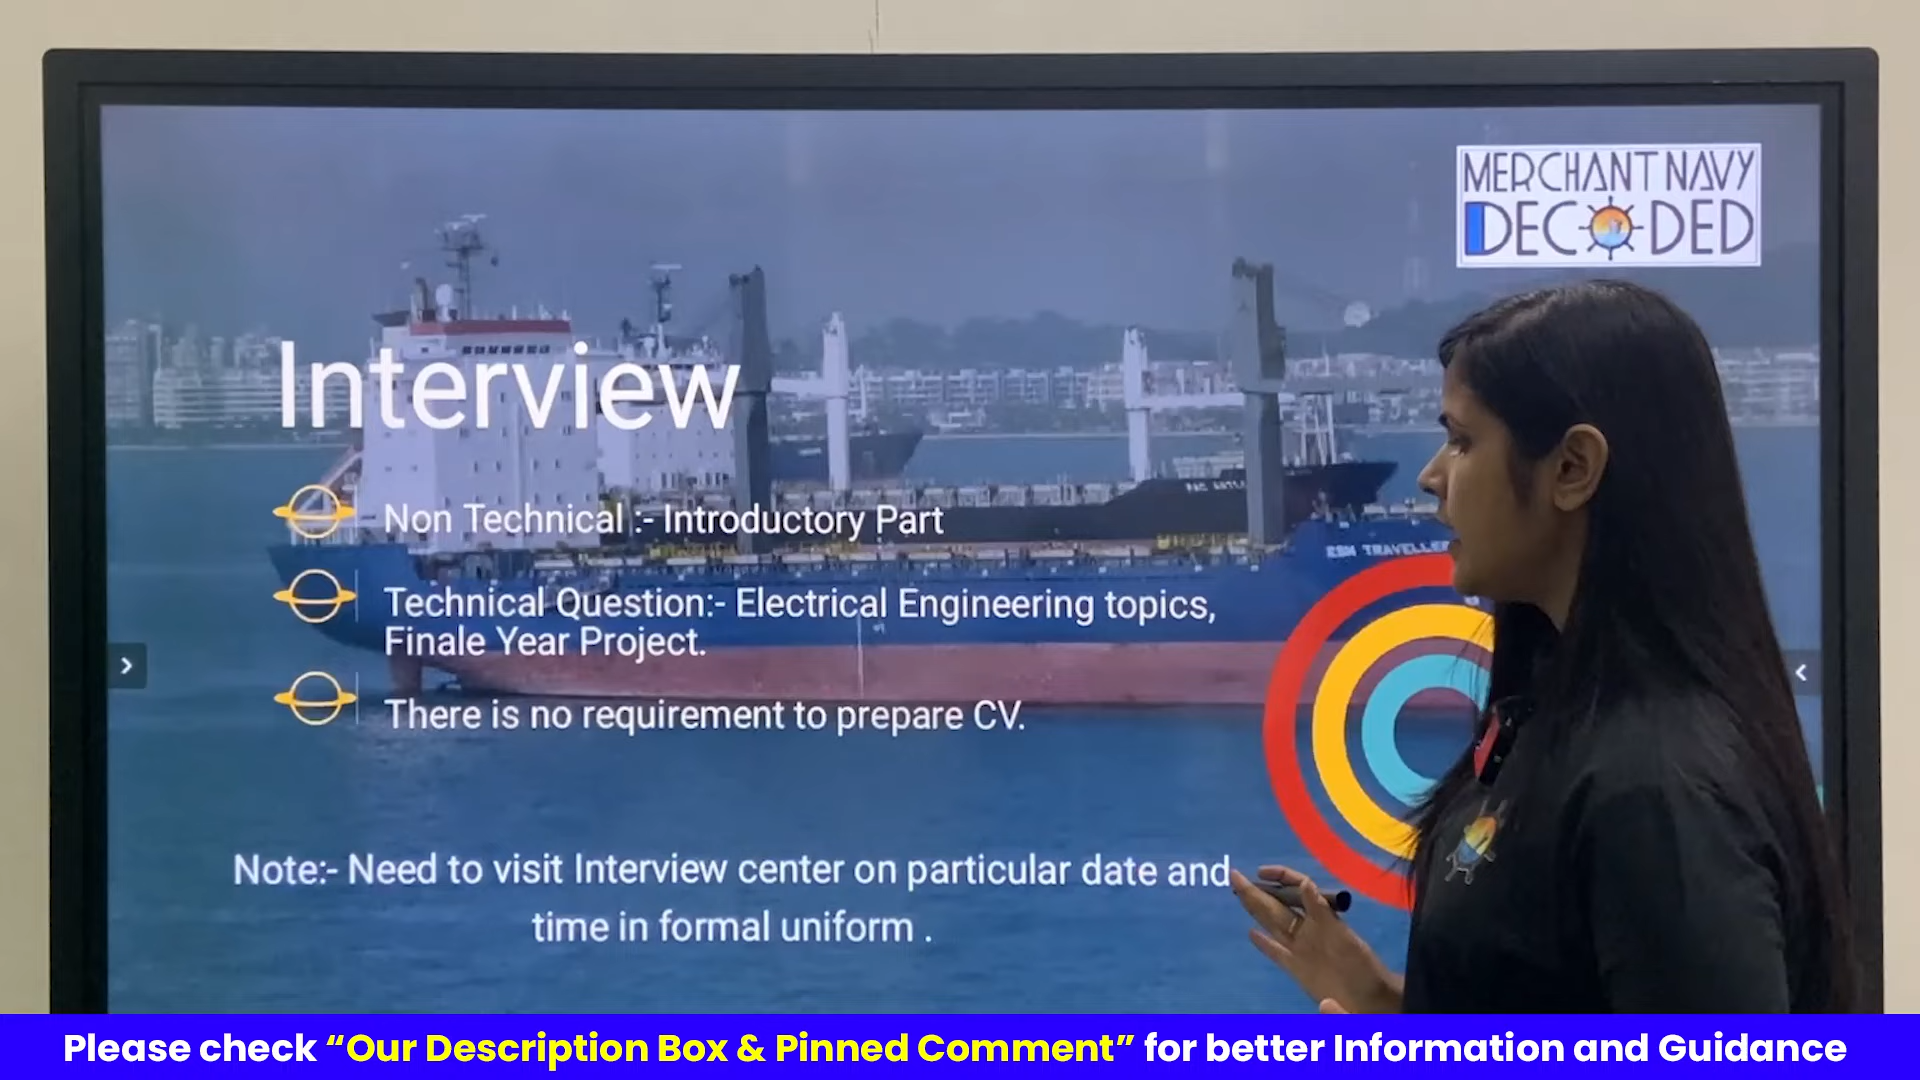 MERCHANT NAVY
DECODED
Interview
Non Technical :- Introductory Part
Technical Question:- Electrical Engineering topics,
Finale Year Project.
There is no requirement to prepare CV.
Note:- Need to visit Interview center on particular date and
time in formal uniform .
Please check “Our Description Box & Pinned Comment” for better Information and Guidance